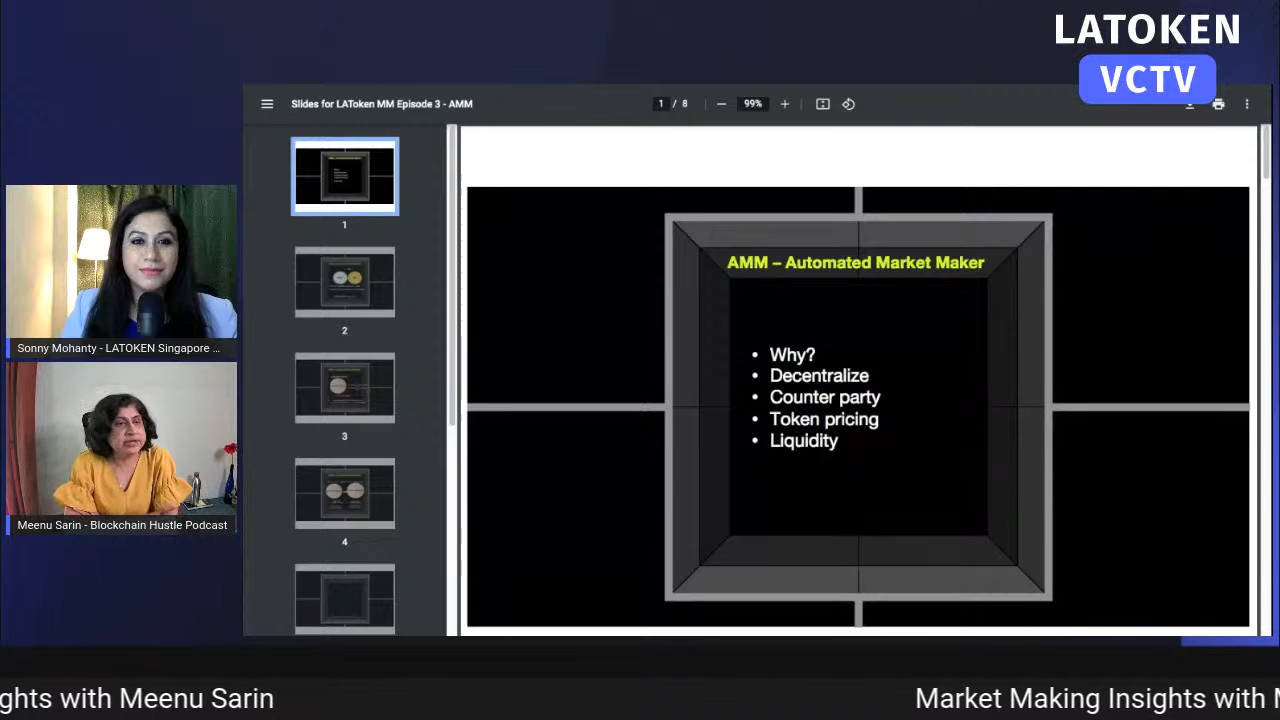 LATOKEN
VCTV
Slides for LAToken MM Episode 3 - AMM
1 / 8
99%
1
2
3
4
AMM – Automated Market Maker
• Why?
• Decentralize
• Counter party
• Token pricing
• Liquidity
Sonny Mohanty - LATOKEN Singapore ...
Meenu Sarin - Blockchain Hustle Podcast
ghts with Meenu Sarin
Market Making Insights with M